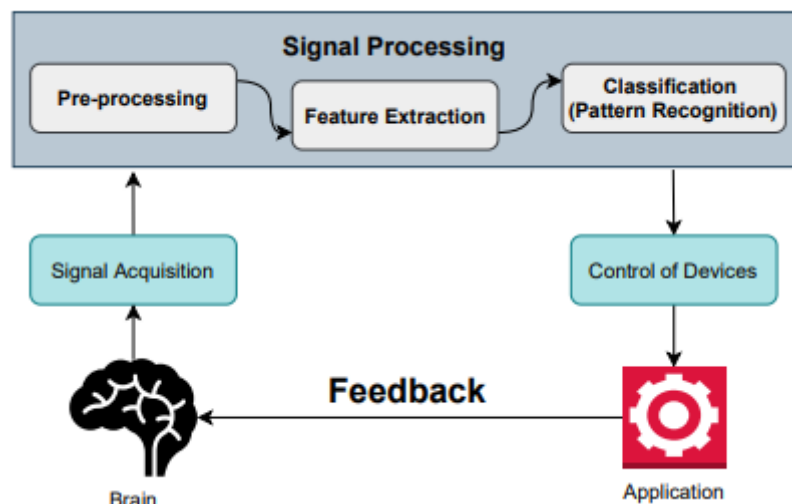 Signal Processing
Pre-processing
Feature Extraction
Classification
(Pattern Recognition)
Signal Acquisition
Control of Devices
Feedback
Brain
Application